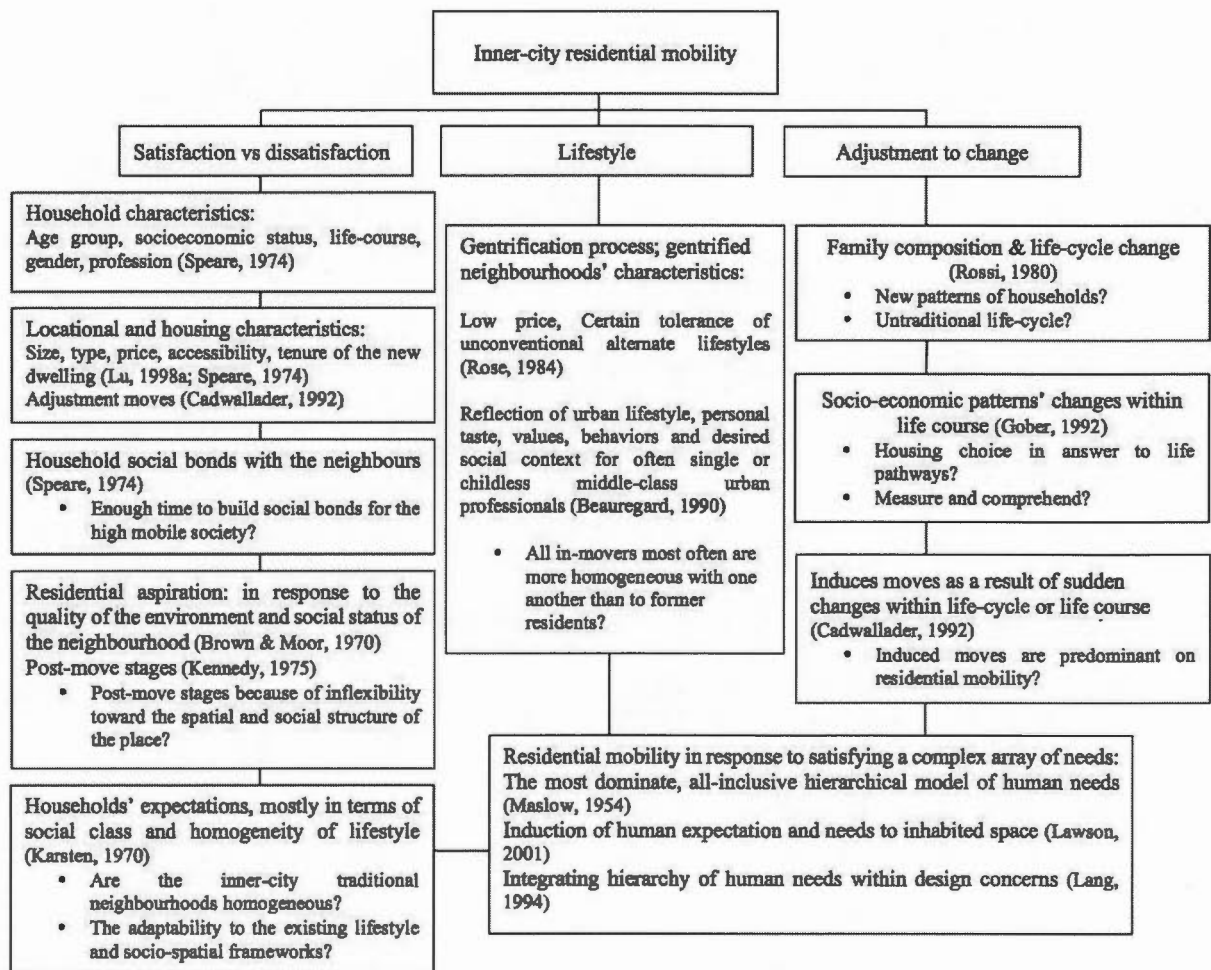 Inner-city residential mobility
Satisfaction vs dissatisfaction
Lifestyle
Adjustment to change
Household characteristics:
Age group, socioeconomic status, life-course,
gender, profession (Speare, 1974)
Locational and housing characteristics:
Size, type, price, accessibility, tenure of the new
dwelling (Lu, 1998a; Speare, 1974)
Adjustment moves (Cadwallader, 1992)
Household social bonds with the neighbours
(Speare, 1974)
• Enough time to build social bonds for the
high mobile society?
Residential aspiration: in response to the
quality of the environment and social status
of the neighbourhood (Brown & Moor, 1970)
Post-move stages (Kennedy, 1975)
• Post-move stages because of inflexibility
toward the spatial and social structure of
the place?
Households' expectations, mostly in terms of
social class and homogeneity of lifestyle
(Karsten, 1970)
• Are the inner-city traditional
neighbourhoods homogeneous?
• The adaptability to the existing lifestyle
and socio-spatial frameworks?
Gentrification process; gentrified
neighbourhoods' characteristics:
Low price, Certain tolerance of
unconventional alternate lifestyles
(Rose, 1984)
Reflection of urban lifestyle, personal
taste, values, behaviors and desired
social context for often single or
childless middle-class urban
professionals (Beauregard, 1990)
• All in-movers most often are
more homogeneous with one
another than to former
residents?
Family composition & life-cycle change
(Rossi, 1980)
• New patterns of households?
• Untraditional life-cycle?
Socio-economic patterns' changes within
life course (Gober, 1992)
• Housing choice in answer to life
pathways?
• Measure and comprehend?
Induces moves as a result of sudden
changes within life-cycle or life course
(Cadwallader, 1992)
• Induced moves are predominant on
residential mobility?
Residential mobility in response to satisfying a complex array of needs:
The most dominate, all-inclusive hierarchical model of human needs
(Maslow, 1954)
Induction of human expectation and needs to inhabited space (Lawson,
2001)
Integrating hierarchy of human needs within design concerns (Lang,
1994)